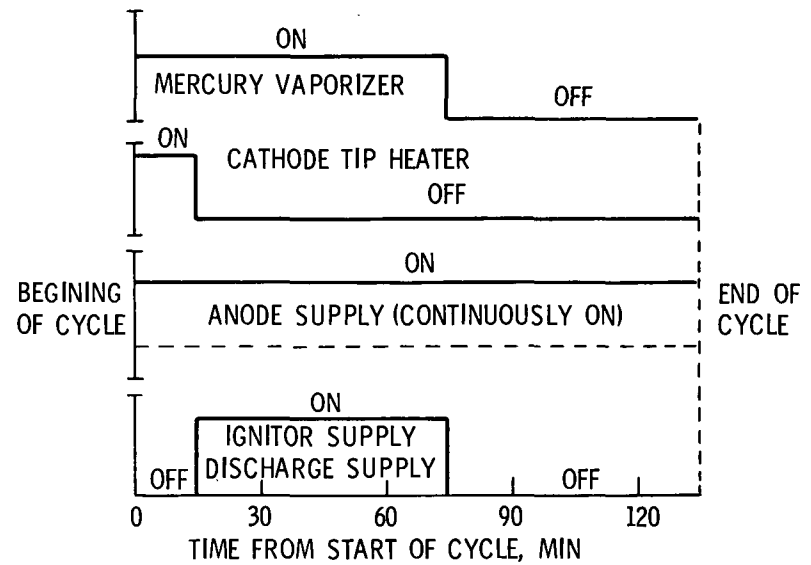 ON
MERCURY VAPORIZER
OFF
ON
CATHODE TIP HEATER
OFF
ON
BEGINING
OF CYCLE
ANODE SUPPLY (CONTINUOUSLY ON)
END OF
CYCLE
ON
IGNITOR SUPPLY
DISCHARGE SUPPLY
OFF
OFF
0 30 60 90 120
TIME FROM START OF CYCLE, MIN